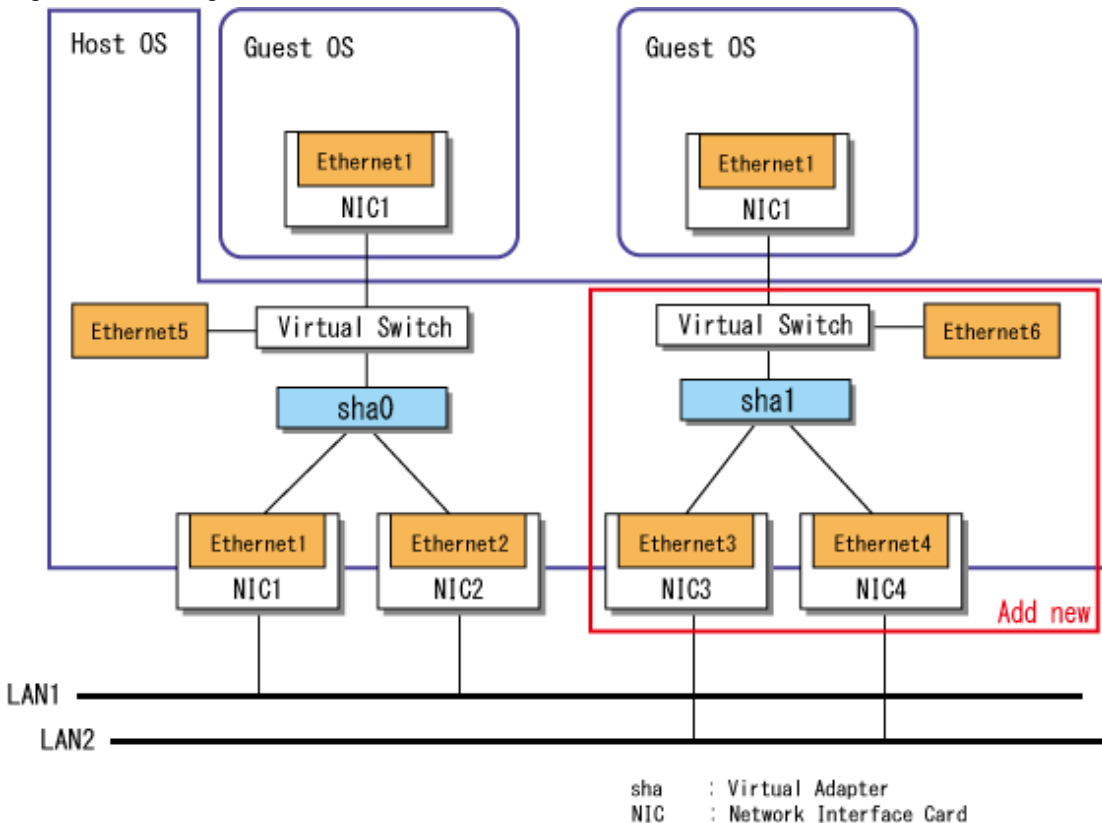 Host OS
Guest OS
Guest OS
Ethernet1
NIC1
Ethernet1
NIC1
Ethernet5
Virtual Switch
Virtual Switch
Ethernet6
sha0
sha1
Ethernet1
NIC1
Ethernet2
NIC2
Ethernet3
NIC3
Ethernet4
NIC4
Add new
LAN1
LAN2
sha : Virtual Adapter
NIC : Network Interface Card